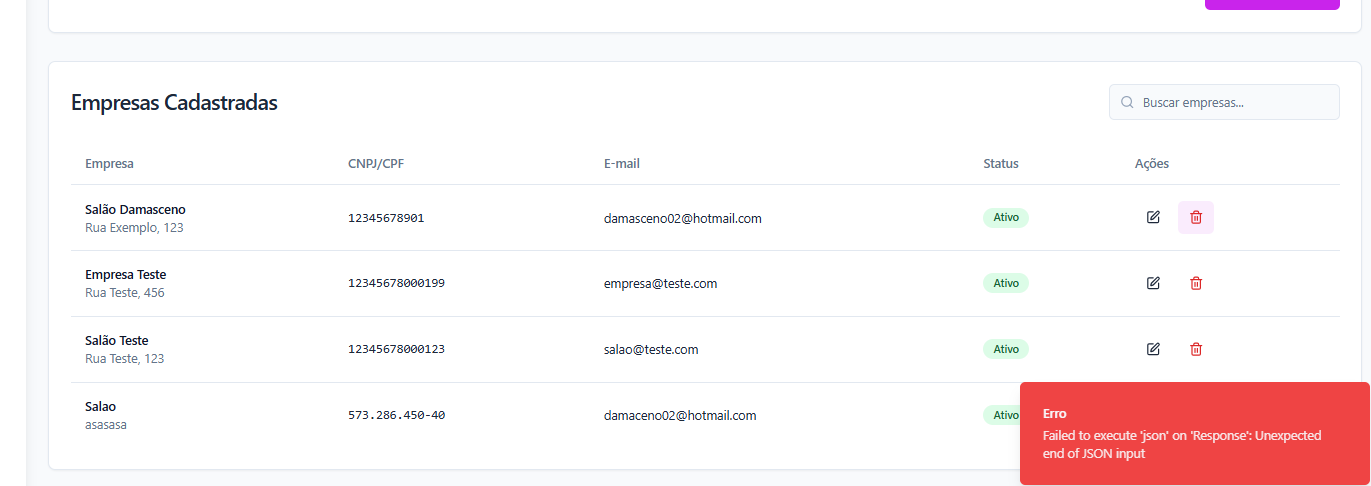 Empresas Cadastradas
Buscar empresas...
Empresa CNPJ/CPF E-mail Status Ações
Salão Damasceno
Rua Exemplo, 123
12345678901 damasceno02@hotmail.com Ativo
Empresa Teste
Rua Teste, 456
12345678000199 empresa@teste.com Ativo
Salão Teste
Rua Teste, 123
12345678000123 salao@teste.com Ativo
Salao
asasasa
573.286.450-40 damaceno02@hotmail.com Ativo
Erro
Failed to execute 'json' on 'Response': Unexpected
end of JSON input